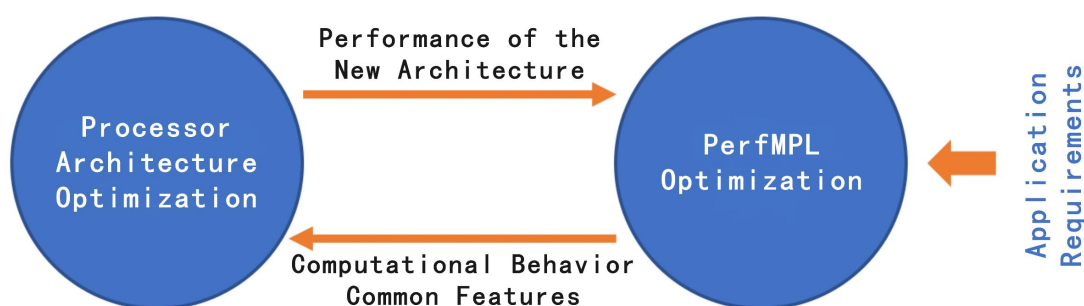 Performance of the
New Architecture
Processor
Architecture
Optimization
PerfMPL
Optimization
Application
Requirements
Computational Behavior
Common Features